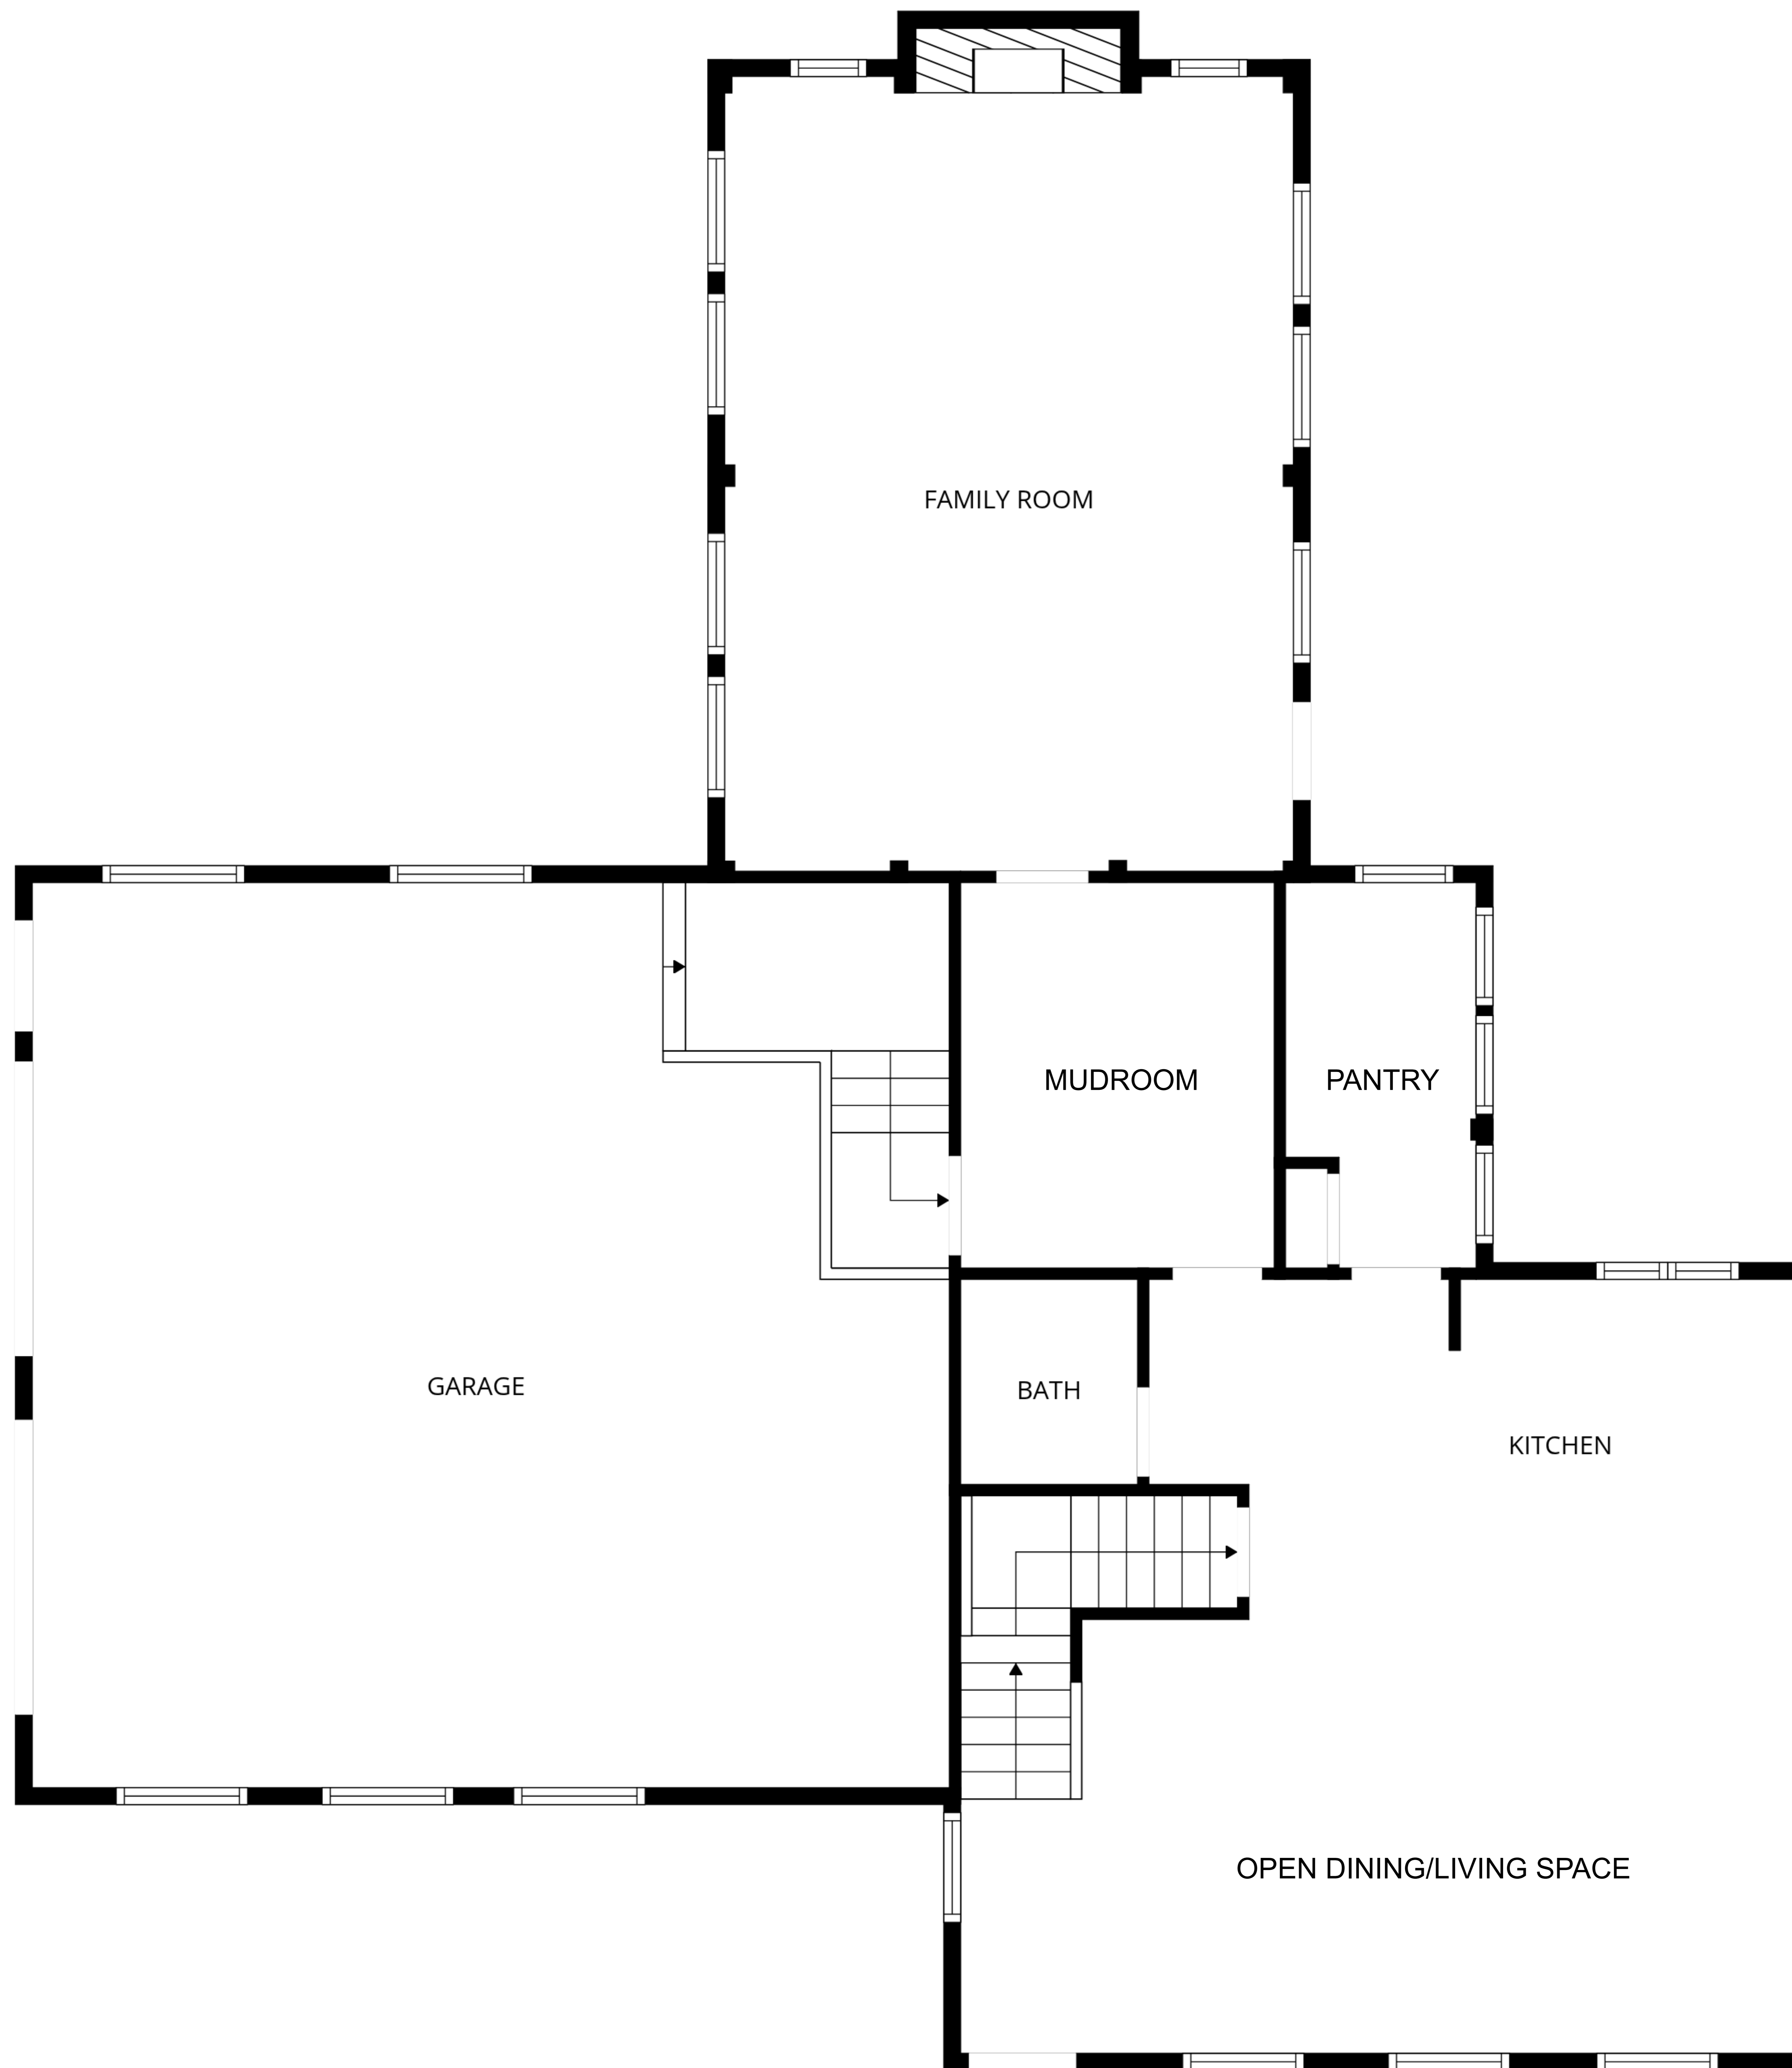 FAMILY ROOM
MUDROOM
PANTRY
GARAGE
BATH
KITCHEN
OPEN DINING/LIVING SPACE